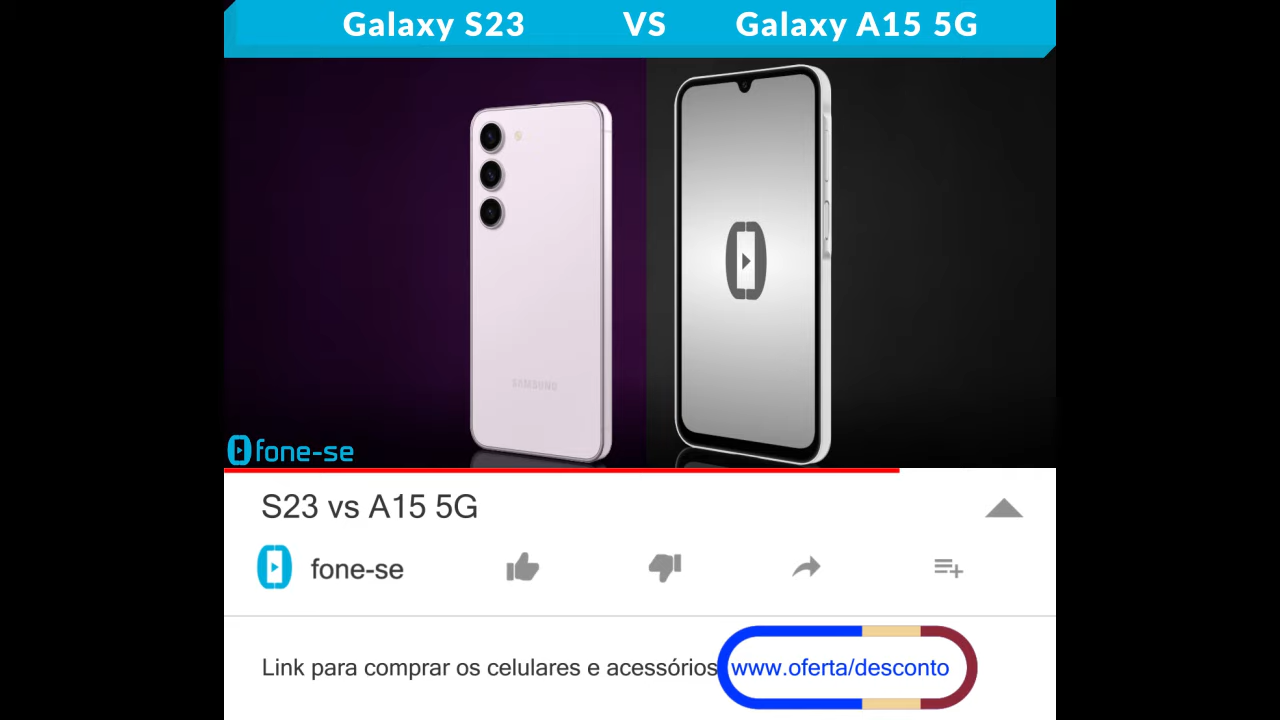 Galaxy S23 VS Galaxy A15 5G
SAMSUNG
fone-se
S23 vs A15 5G
fone-se
Link para comprar os celulares e acessórios www.oferta/desconto